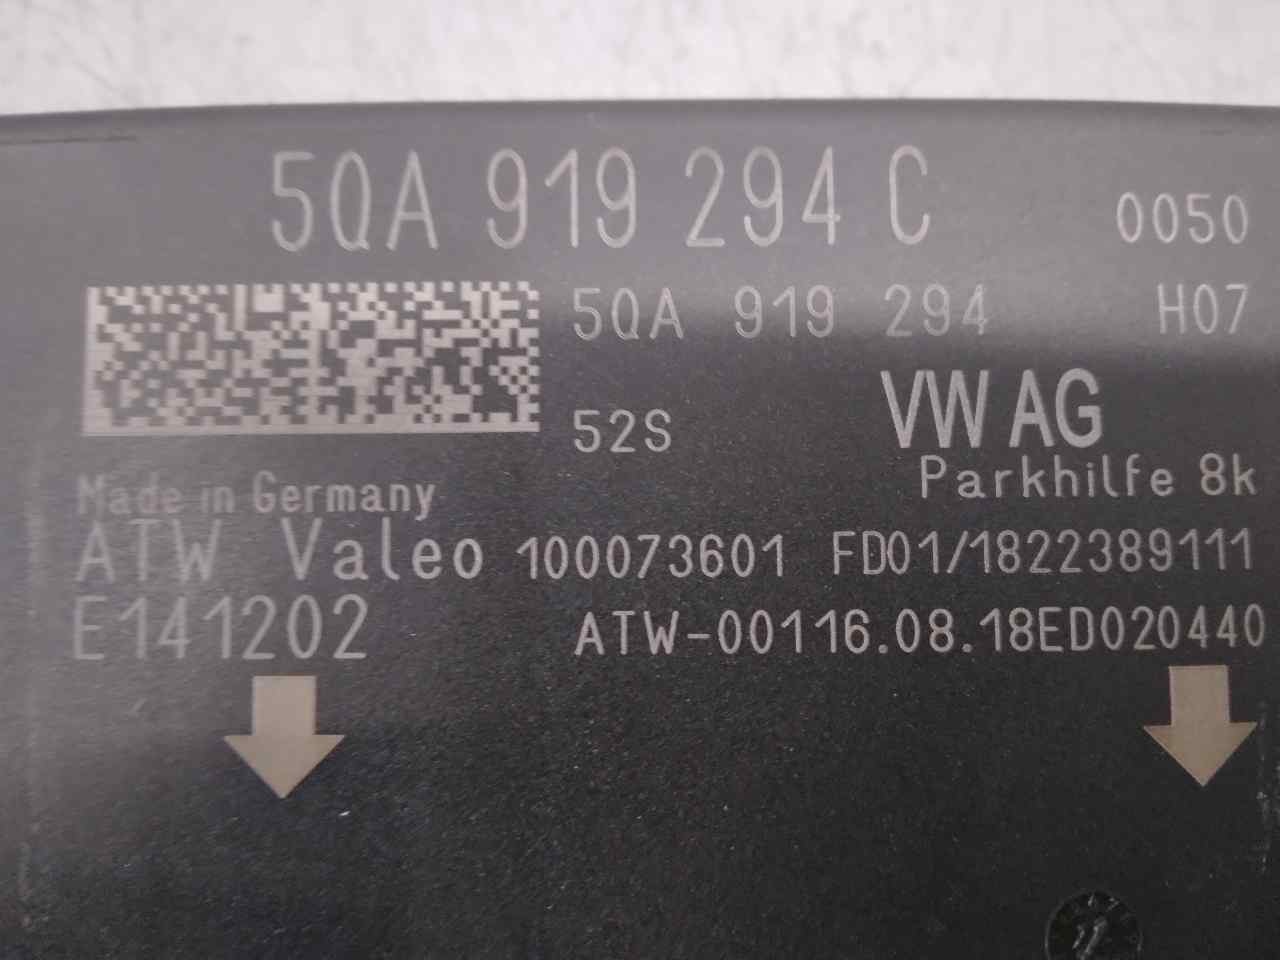 5QA 919 294 C 0050
5QA 919 294 H07
52S VW AG
Parkhilfe 8k
Made in Germany
ATW Valeo 100073601 FD01/1822389111
E141202 ATW-00116.08.18ED020440